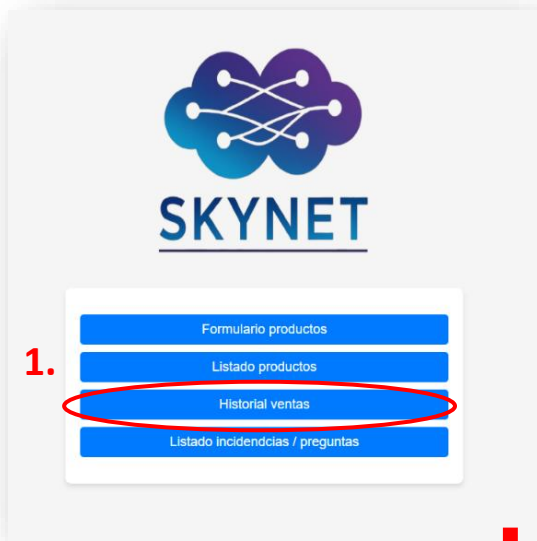 SKYNET
Formulario productos
1.
Listado productos
Historial ventas
Listado incidendcias / preguntas